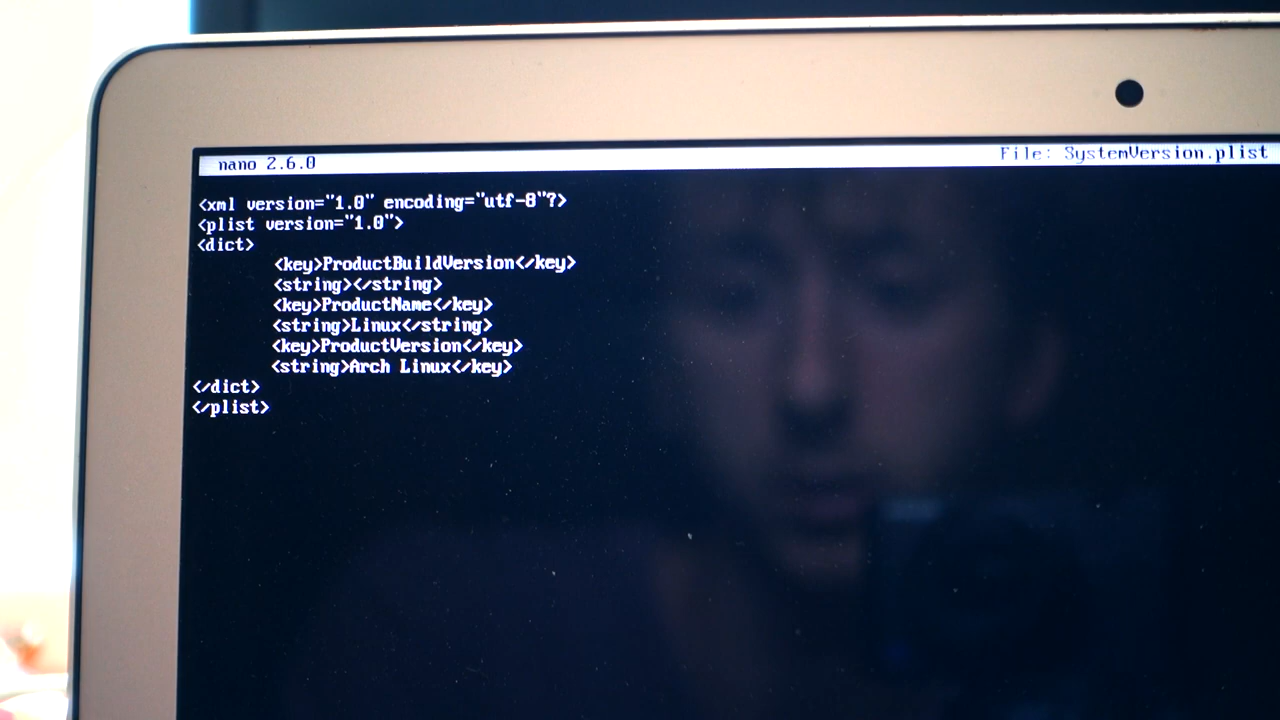 nano 2.6.0 File: SystemVersion.plist
<xml version="1.0" encoding="utf-8"?>
<plist version="1.0">
<dict>
<key>ProductBuildVersion</key>
<string></string>
<key>ProductName</key>
<string>Linux</string>
<key>ProductVersion</key>
<string>Arch Linux</key>
</dict>
</plist>